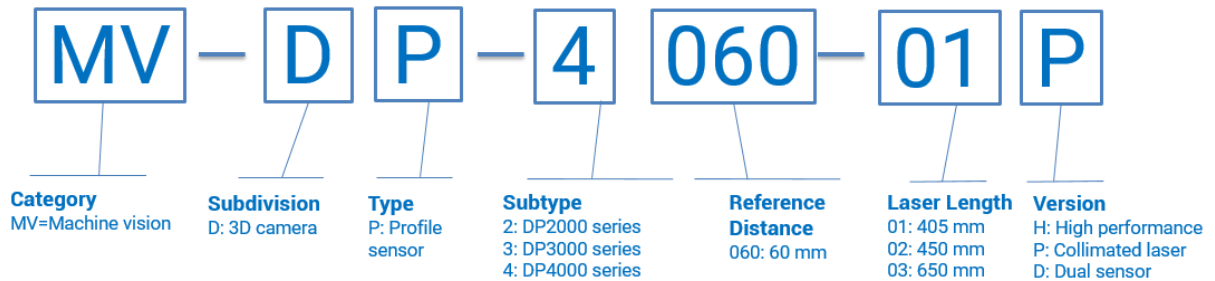 MV – D P – 4 060 – 01 P
Category
MV=Machine vision
Subdivision
D: 3D camera
Type
P: Profile
sensor
Subtype
2: DP2000 series
3: DP3000 series
4: DP4000 series
Reference
Distance
060: 60 mm
Laser Length
01: 405 mm
02: 450 mm
03: 650 mm
Version
H: High performance
P: Collimated laser
D: Dual sensor